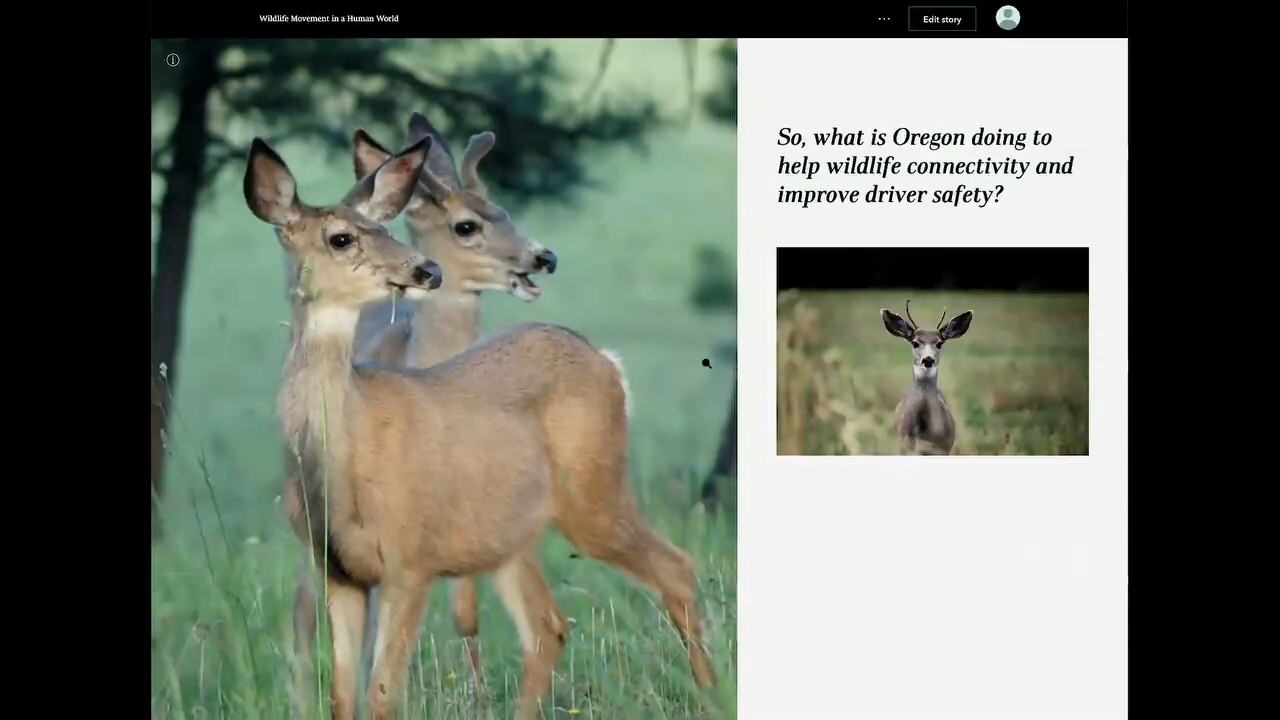 Wildlife Movement in a Human World
Edit story
So, what is Oregon doing to
help wildlife connectivity and
improve driver safety?